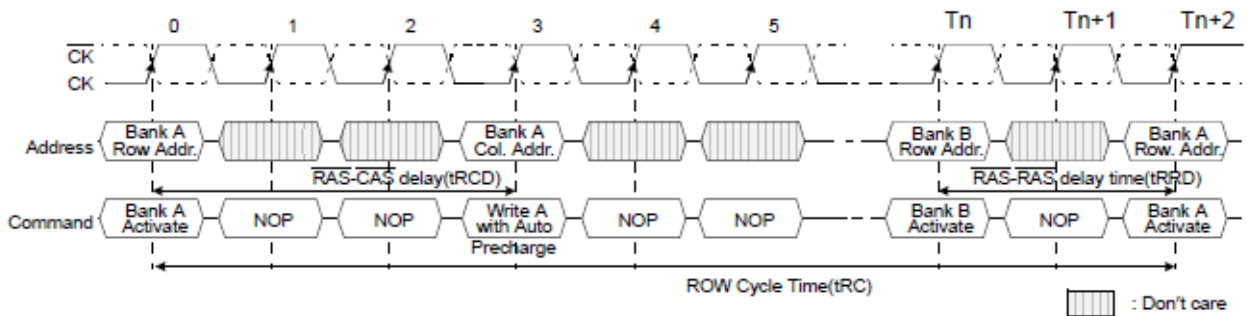 0 1 2 3 4 5 Tn Tn+1 Tn+2
CK
CK
Address
Bank A
Row Addr.
Bank A
Col. Addr.
Bank B
Row Addr.
Bank A
Row. Addr.
RAS-CAS delay(tRCD)
RAS-RAS delay time(tRRD)
Command
Bank A
Activate
NOP
NOP
Write A
with Auto
Precharge
NOP
NOP
Bank B
Activate
NOP
Bank A
Activate
ROW Cycle Time(tRC)
: Don't care